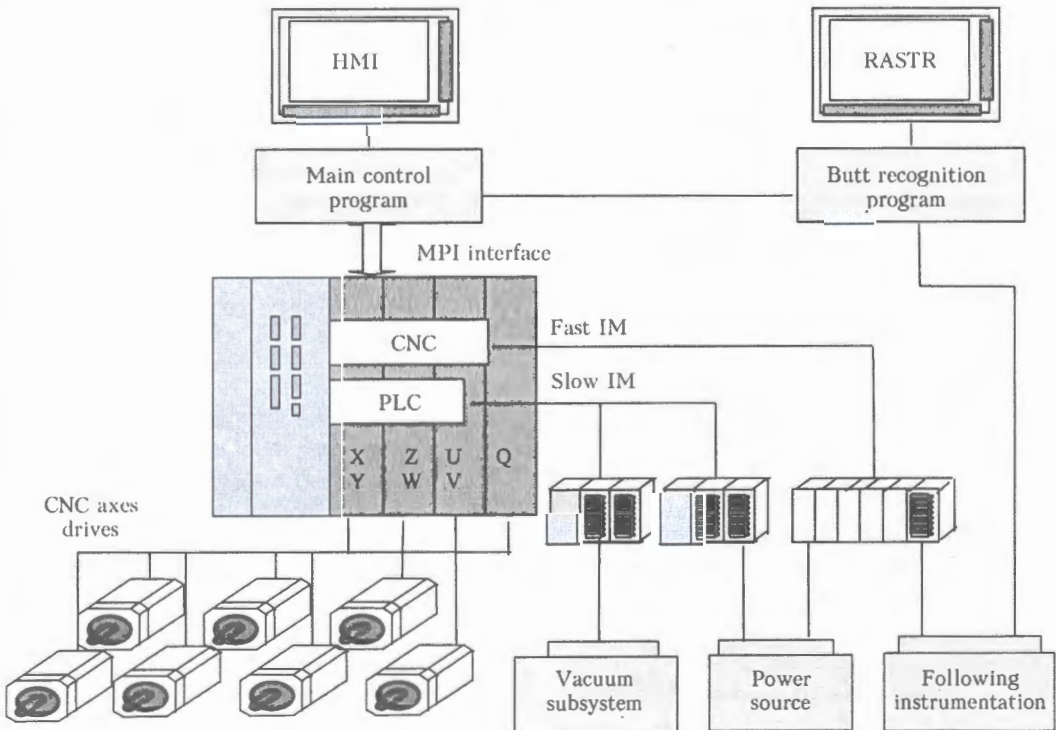 HMI
RASTR
Main control
program
Butt recognition
program
MPI interface
CNC
Fast IM
PLC
Slow IM
X Z U Q
Y W V
CNC axes
drives
Vacuum
subsystem
Power
source
Following
instrumentation